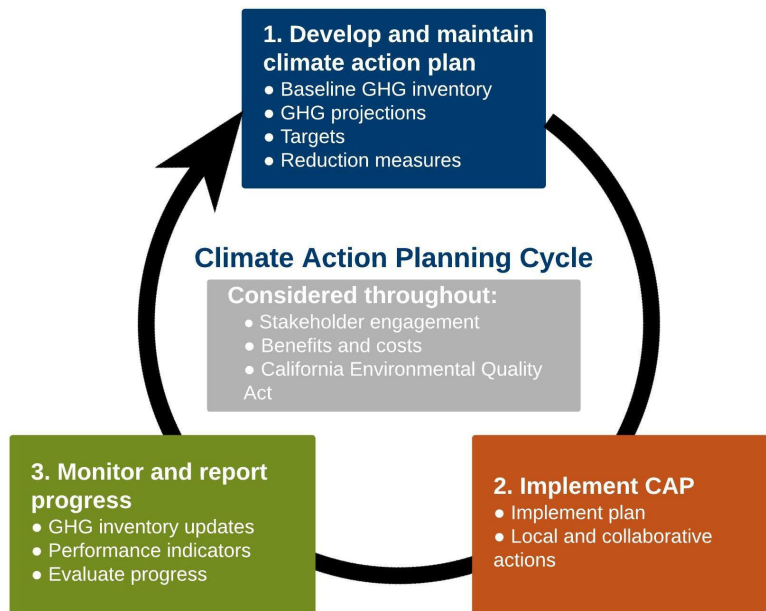 1. Develop and maintain
climate action plan
● Baseline GHG inventory
● GHG projections
● Targets
● Reduction measures
Climate Action Planning Cycle
Considered throughout:
● Stakeholder engagement
● Benefits and costs
● California Environmental Quality
Act
3. Monitor and report
progress
● GHG inventory updates
● Performance indicators
● Evaluate progress
2. Implement CAP
● Implement plan
● Local and collaborative
actions